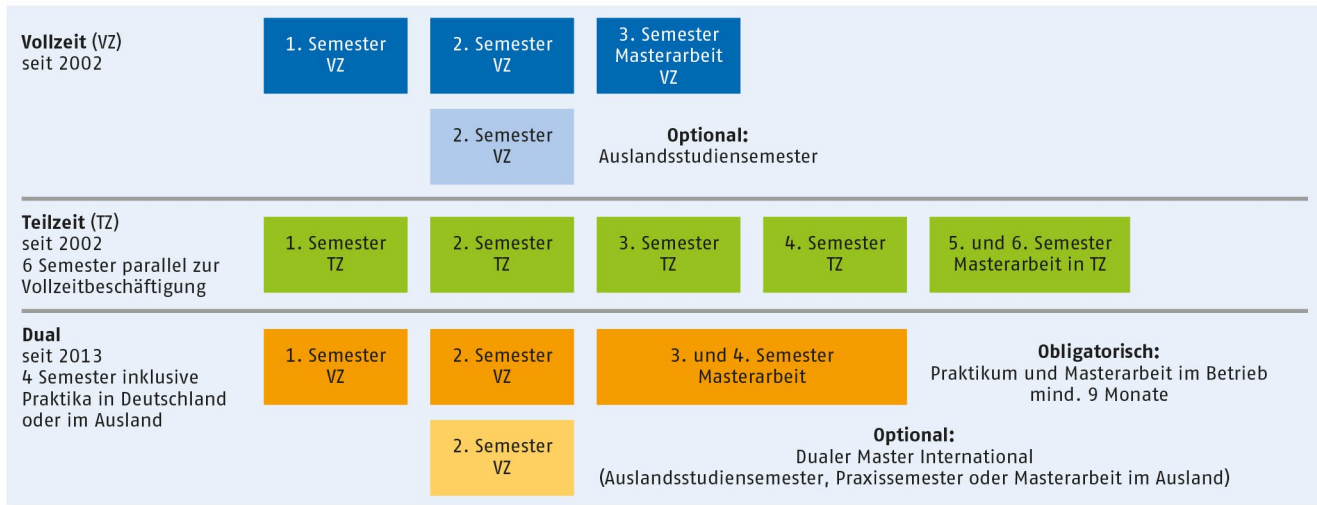 Vollzeit (VZ)
seit 2002
1. Semester
VZ
2. Semester
VZ
3. Semester
Masterarbeit
VZ
2. Semester
VZ
Optional:
Auslandsstudiensemester
Teilzeit (TZ)
seit 2002
6 Semester parallel zur
Vollzeitbeschäftigung
1. Semester
TZ
2. Semester
TZ
3. Semester
TZ
4. Semester
TZ
5. und 6. Semester
Masterarbeit in TZ
Dual
seit 2013
4 Semester inklusive
Praktika in Deutschland
oder im Ausland
1. Semester
VZ
2. Semester
VZ
3. und 4. Semester
Masterarbeit
Obligatorisch:
Praktikum und Masterarbeit im Betrieb
mind. 9 Monate
2. Semester
VZ
Optional:
Dualer Master International
(Auslandsstudiensemester, Praxissemester oder Masterarbeit im Ausland)